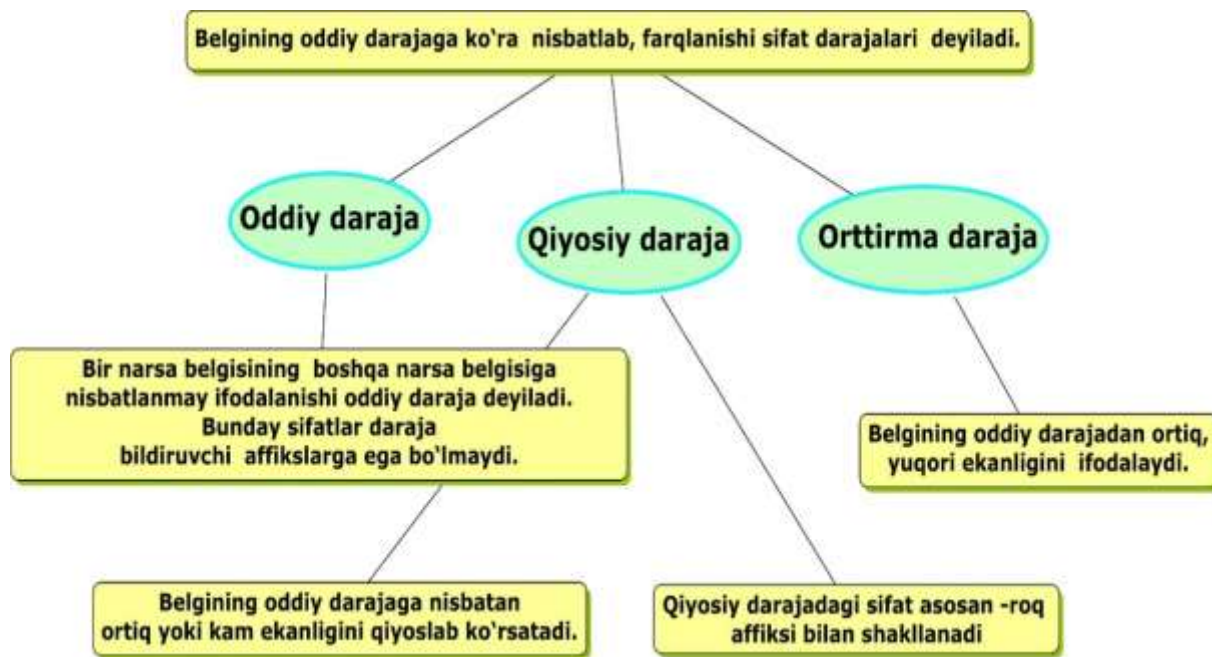 Belgining oddiy darajaga ko‘ra nisbatlab, farqlanishi sifat darajalari deyiladi.
Oddiy daraja
Qiyosiy daraja
Orttirma daraja
Bir narsa belgisining boshqa narsa belgisiga
nisbatlanmay ifodalanishi oddiy daraja deyiladi.
Bunday sifatlar daraja
bildiruvchi affikslarga ega bo‘lmaydi.
Belgining oddiy darajadan ortiq,
yuqori ekanligini ifodalaydi.
Belgining oddiy darajaga nisbatan
ortiq yoki kam ekanligini qiyoslab ko‘rsatadi.
Qiyosiy darajadagi sifat asosan -roq
affiksi bilan shakllanadi